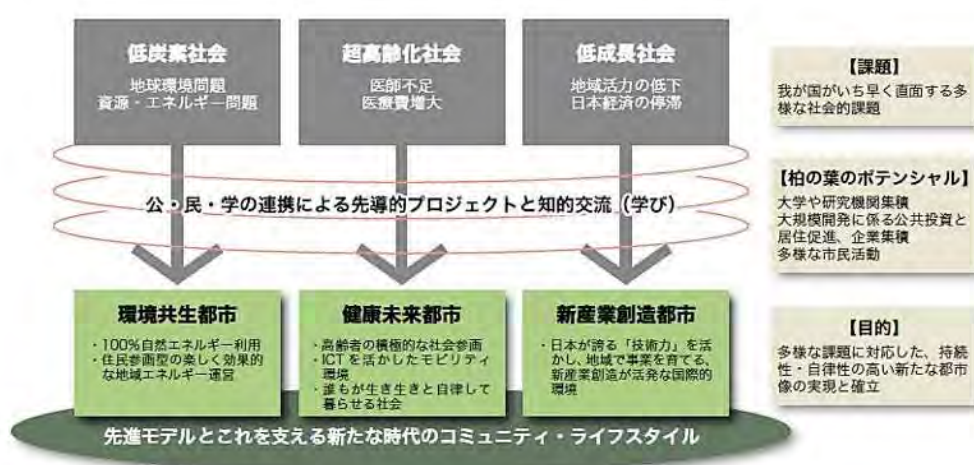 低炭素社会
地球環境問題
資源・エネルギー問題
超高齢化社会
医師不足
医療費増大
低成長社会
地域活力の低下
日本経済の停滞
【課題】
我が国がいち早く直面する多
様な社会的課題
公・民・学の連携による先導的プロジェクトと知的交流（学び）
【柏の葉のポテンシャル】
大学や研究機関集積
大規模開発に係る公共投資と
居住促進、企業集積
多様な市民活動
環境共生都市
・100%自然エネルギー利用
・住民参画型の楽しく効果的
な地域エネルギー運営
健康未来都市
・高齢者の積極的な社会参画
・ICTを活かしたモビリティ
環境
・誰もが生き生きと自律して
暮らせる社会
新産業創造都市
・日本が誇る「技術力」を活
かし、地域で事業を育てる、
新産業創造が活発な国際的
環境
【目的】
多様な課題に対応した、持続
性・自律性の高い新たな都市
像の実現と確立
先進モデルとこれを支える新たな時代のコミュニティ・ライフスタイル